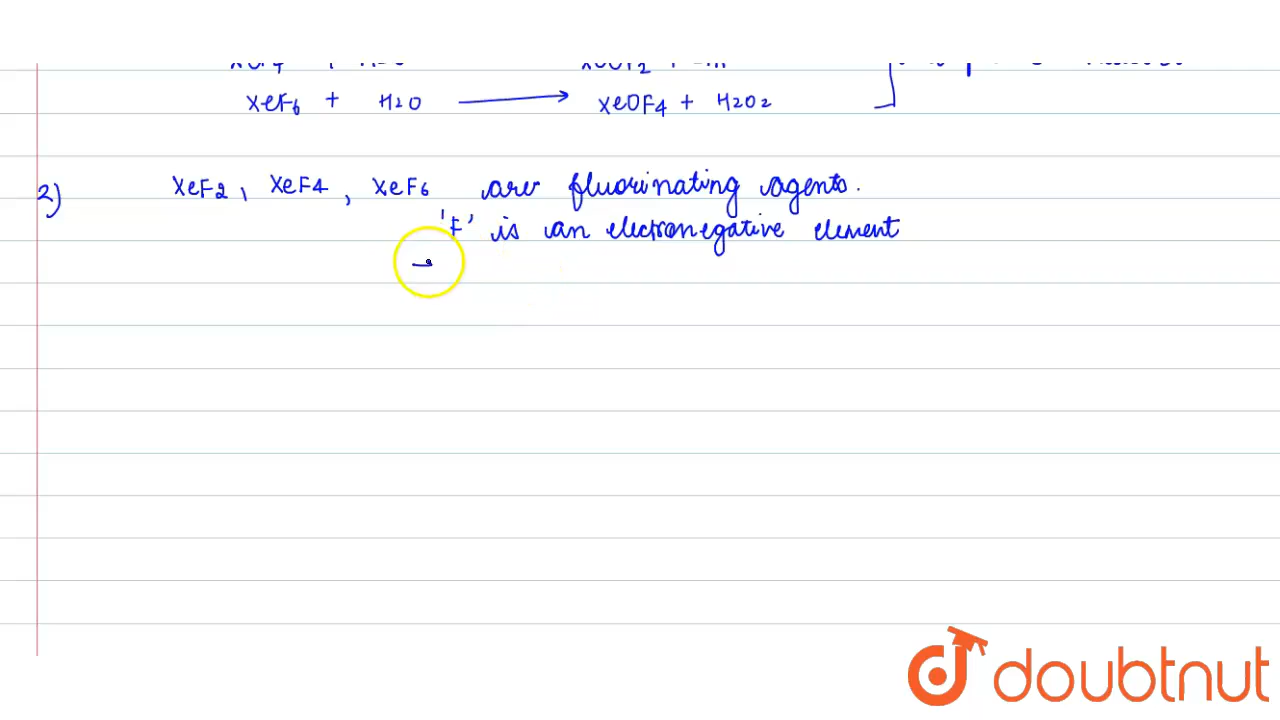 XeF6 + H2O → XeOF4 + H2O2
2) XeF2, XeF4, XeF6 are fluorinating agents.
'F' is an electronegative element
doubtnut